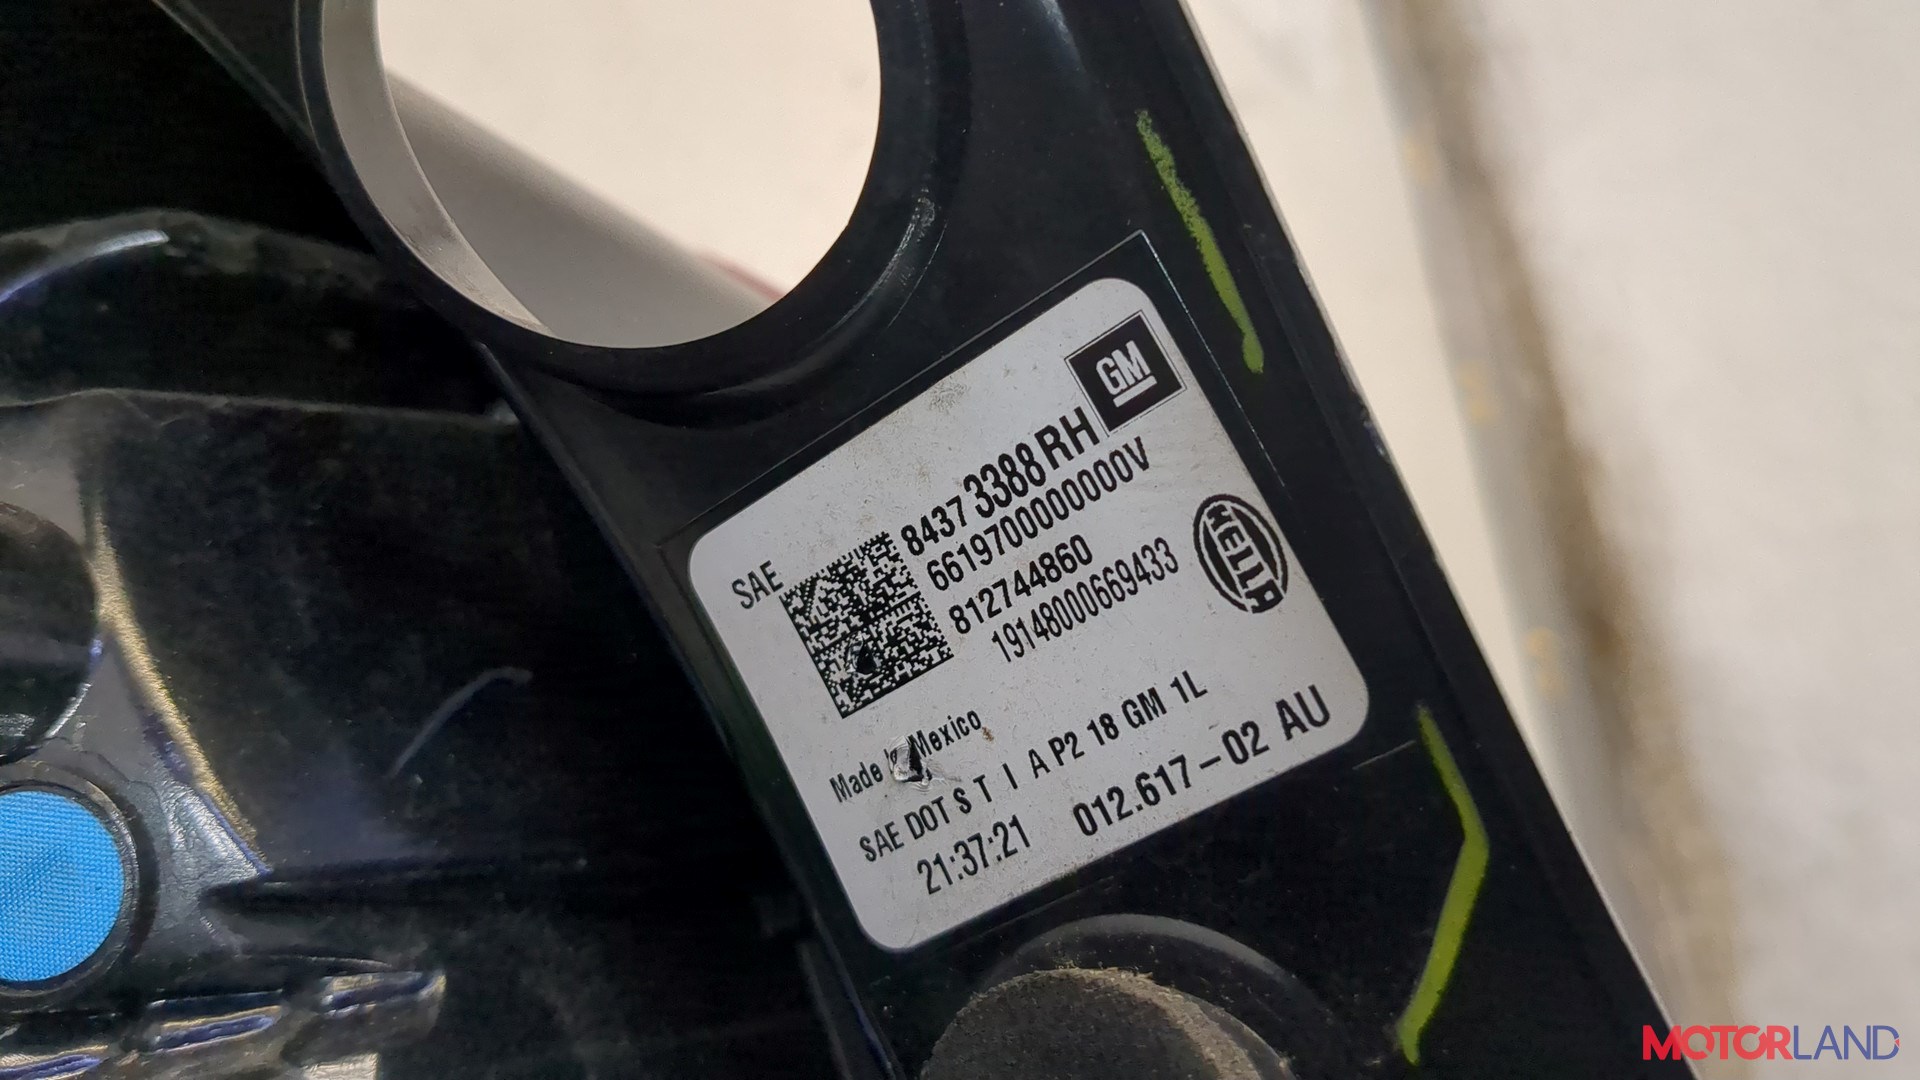 GM
SAE
8437 3388 RH
6619700000000V
812744860
19148000669433
HELLA
Made in Mexico
SAE DOT S T I A P2 18 GM 1L
21:37:21 012.617-02 AU
MOTORLAND